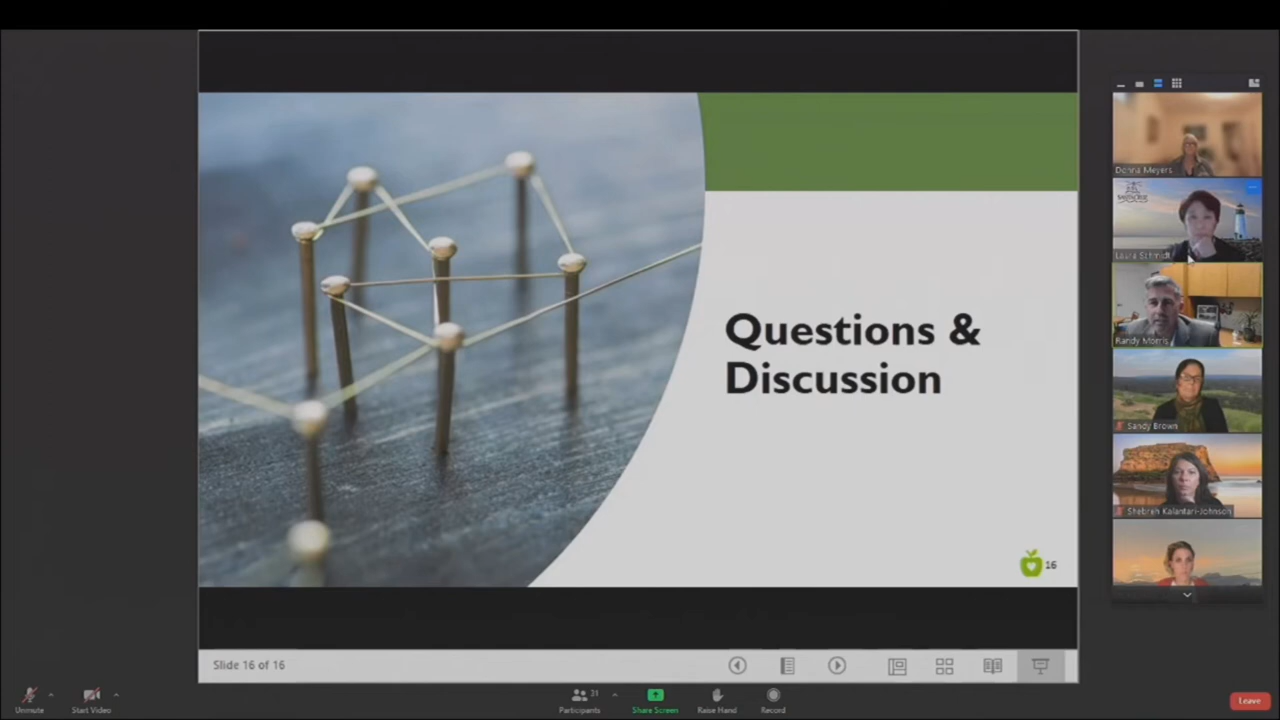 Donna Meyers
Laura Schmidt
Randy Morris
Sandy Brown
Shebreh Kalantari-Johnson
Questions &
Discussion
16
Slide 16 of 16
Unmute
Start Video
31
Participants
Share Screen
Raise Hand
Record
Leave